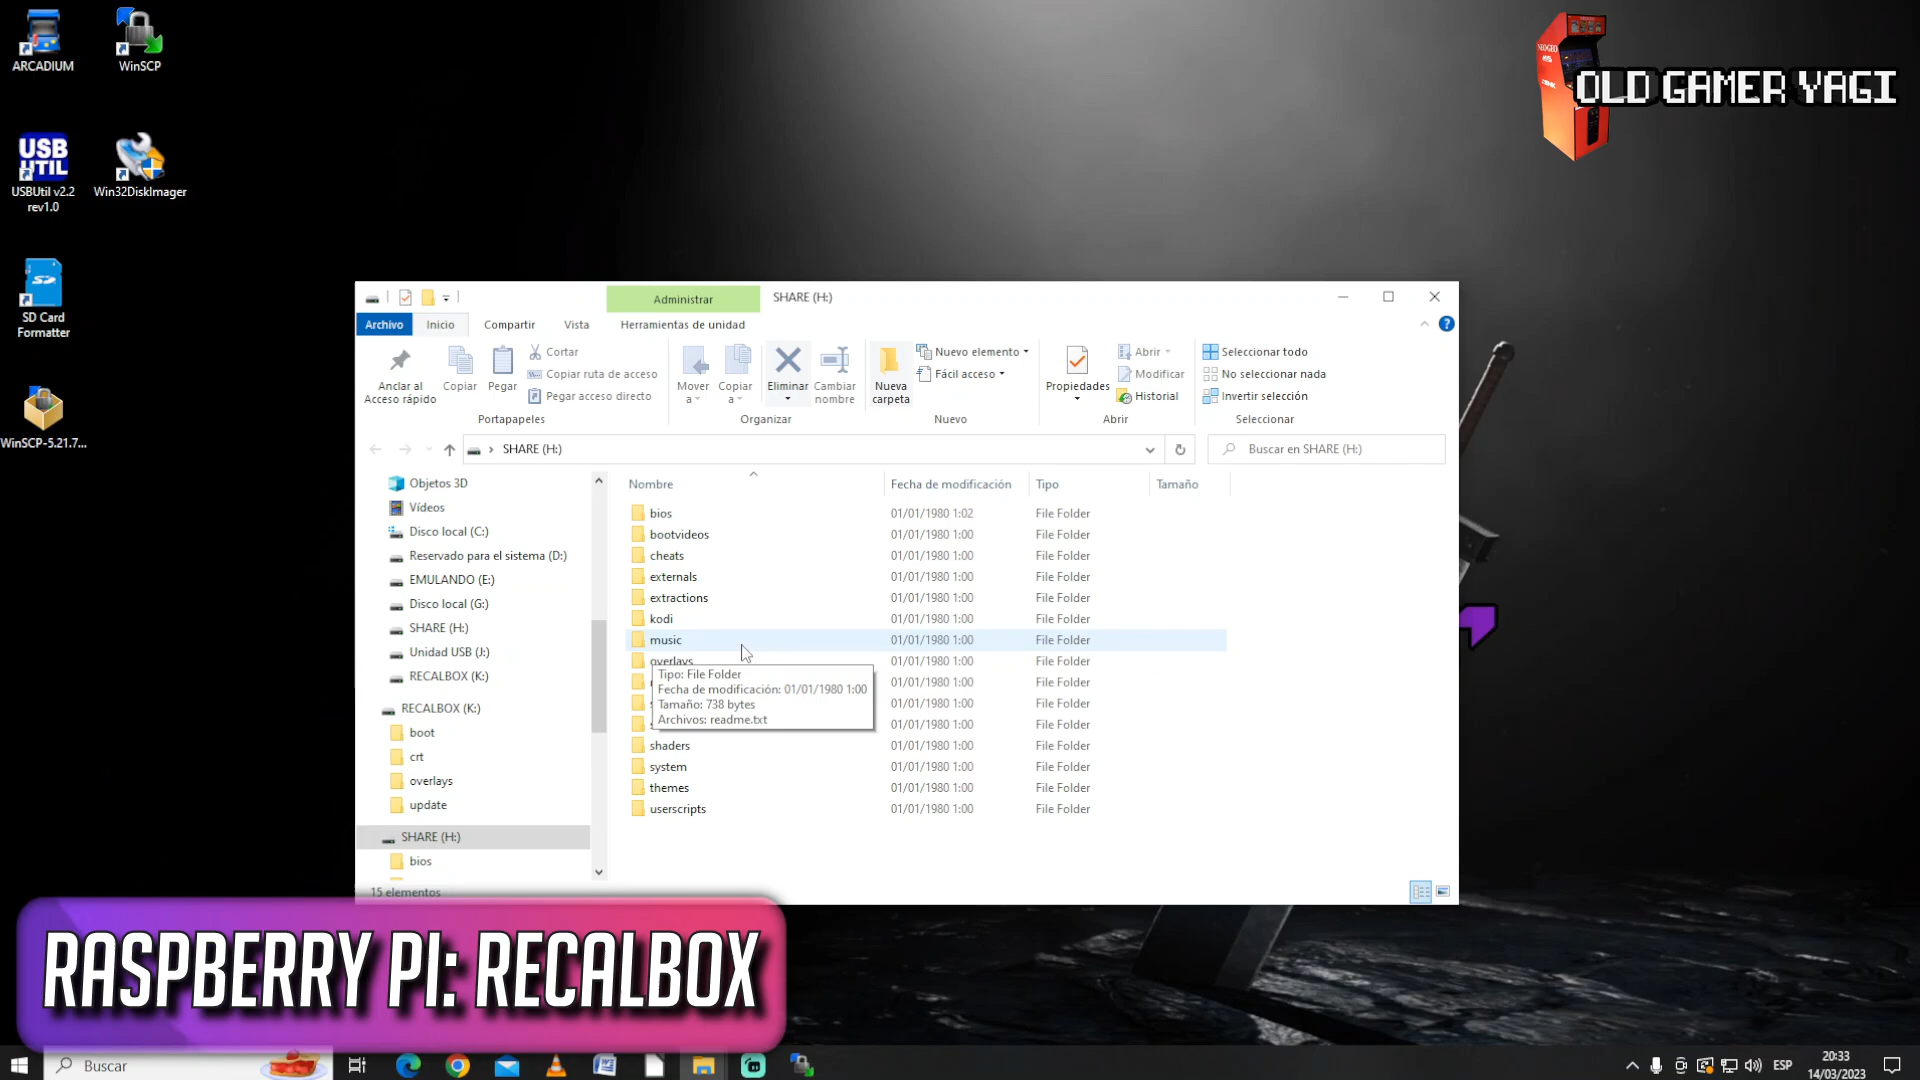 ARCADIUM
WinSCP
USB
UTIL
USBUtil v2.2
rev1.0
Win32DiskImager
SD
SD Card
Formatter
WinSCP-5.21.7...
OLD GAMER YAGI
Administrar
SHARE (H:)
Archivo
Inicio
Compartir
Vista
Herramientas de unidad
Anclar al
Acceso rápido
Copiar
Pegar
Cortar
Copiar ruta de acceso
Pegar acceso directo
Portapapeles
Mover
a
Copiar
a
Eliminar
Cambiar
nombre
Organizar
Nueva
carpeta
Nuevo elemento
Fácil acceso
Nuevo
Propiedades
Abrir
Modificar
Historial
Abrir
Seleccionar todo
No seleccionar nada
Invertir selección
Seleccionar
SHARE (H:)
Buscar en SHARE (H:)
Objetos 3D
Vídeos
Disco local (C:)
Reservado para el sistema (D:)
EMULANDO (E:)
Disco local (G:)
SHARE (H:)
Unidad USB (J:)
RECALBOX (K:)
RECALBOX (K:)
boot
crt
overlays
update
SHARE (H:)
bios
15 elementos
Nombre Fecha de modificación Tipo Tamaño
bios 01/01/1980 1:02 File Folder
bootvideos 01/01/1980 1:00 File Folder
cheats 01/01/1980 1:00 File Folder
externals 01/01/1980 1:00 File Folder
extractions 01/01/1980 1:00 File Folder
kodi 01/01/1980 1:00 File Folder
music 01/01/1980 1:00 File Folder
overlays 01/01/1980 1:00 File Folder
01/01/1980 1:00 File Folder
01/01/1980 1:00 File Folder
01/01/1980 1:00 File Folder
shaders 01/01/1980 1:00 File Folder
system 01/01/1980 1:00 File Folder
themes 01/01/1980 1:00 File Folder
userscripts 01/01/1980 1:00 File Folder
Tipo: File Folder
Fecha de modificación: 01/01/1980 1:00
Tamaño: 738 bytes
Archivos: readme.txt
RASPBERRY PI: RECALBOX
Buscar
ESP
20:33
14/03/2023